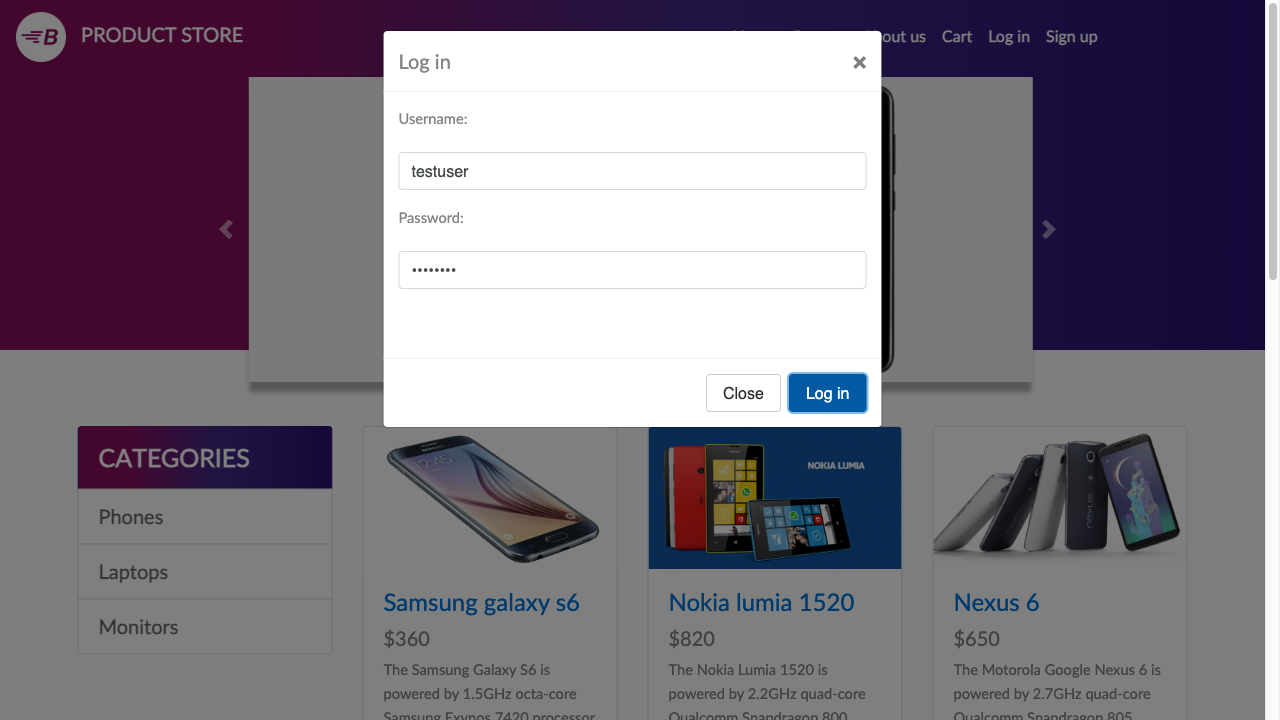 B
PRODUCT STORE
out us Cart Log in Sign up
Log in
×
Username:
testuser
Password:
••••••••
Close Log in
CATEGORIES
Phones
Laptops
Monitors
12:45
Samsung galaxy s6
$360
The Samsung Galaxy S6 is
powered by 1.5GHz octa-core
Samsung Exynos 7420 processor
NOKIA LUMIA
Nokia lumia 1520
$820
The Nokia Lumia 1520 is
powered by 2.2GHz quad-core
Qualcomm Snapdragon 800
nexus
Nexus 6
$650
The Motorola Google Nexus 6 is
powered by 2.7GHz quad-core
Qualcomm Snapdragon 805